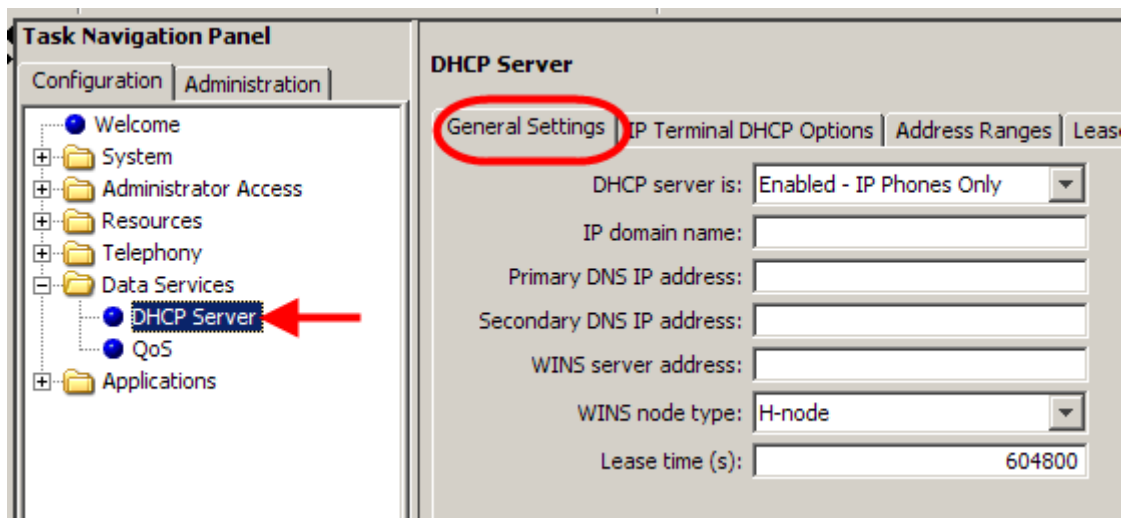 Task Navigation Panel
Configuration Administration
Welcome
System
Administrator Access
Resources
Telephony
Data Services
DHCP Server
QoS
Applications
DHCP Server
General Settings IP Terminal DHCP Options Address Ranges Lease
DHCP server is: Enabled - IP Phones Only
IP domain name:
Primary DNS IP address:
Secondary DNS IP address:
WINS server address:
WINS node type: H-node
Lease time (s): 604800